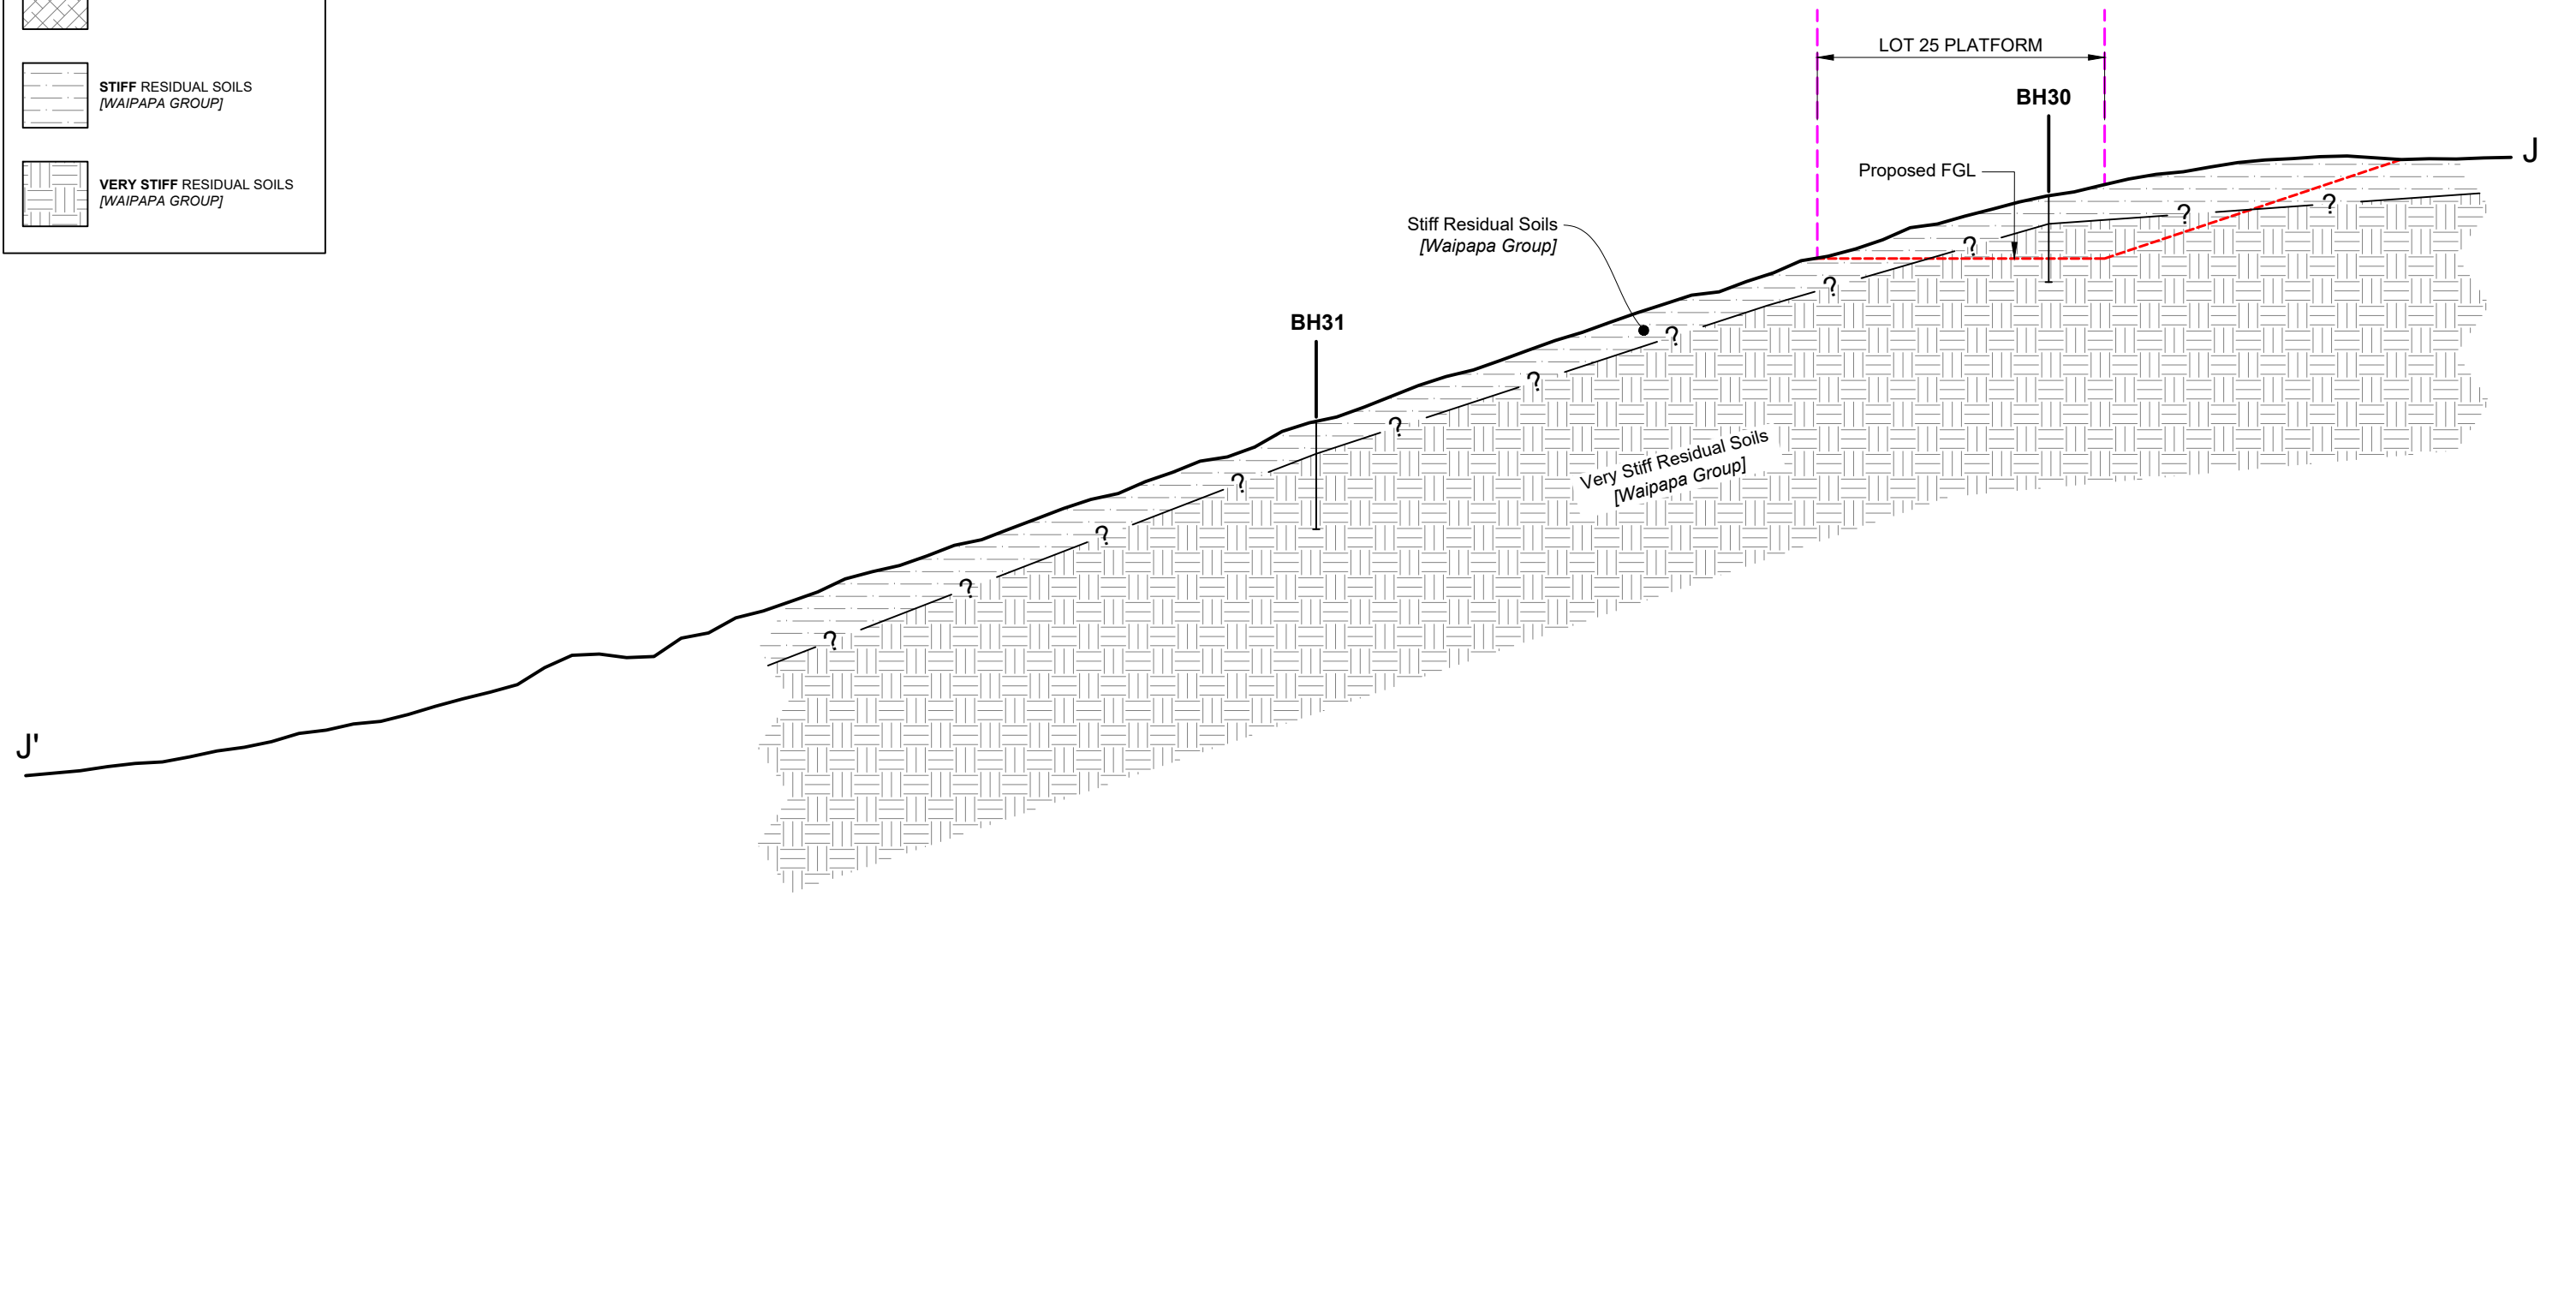 STIFF RESIDUAL SOILS
[WAIPAPA GROUP]
VERY STIFF RESIDUAL SOILS
[WAIPAPA GROUP]
LOT 25 PLATFORM
BH30
J
Proposed FGL
?
?
?
Stiff Residual Soils
[Waipapa Group]
?
BH31
?
?
?
Very Stiff Residual Soils
[Waipapa Group]
?
?
?
?
J'